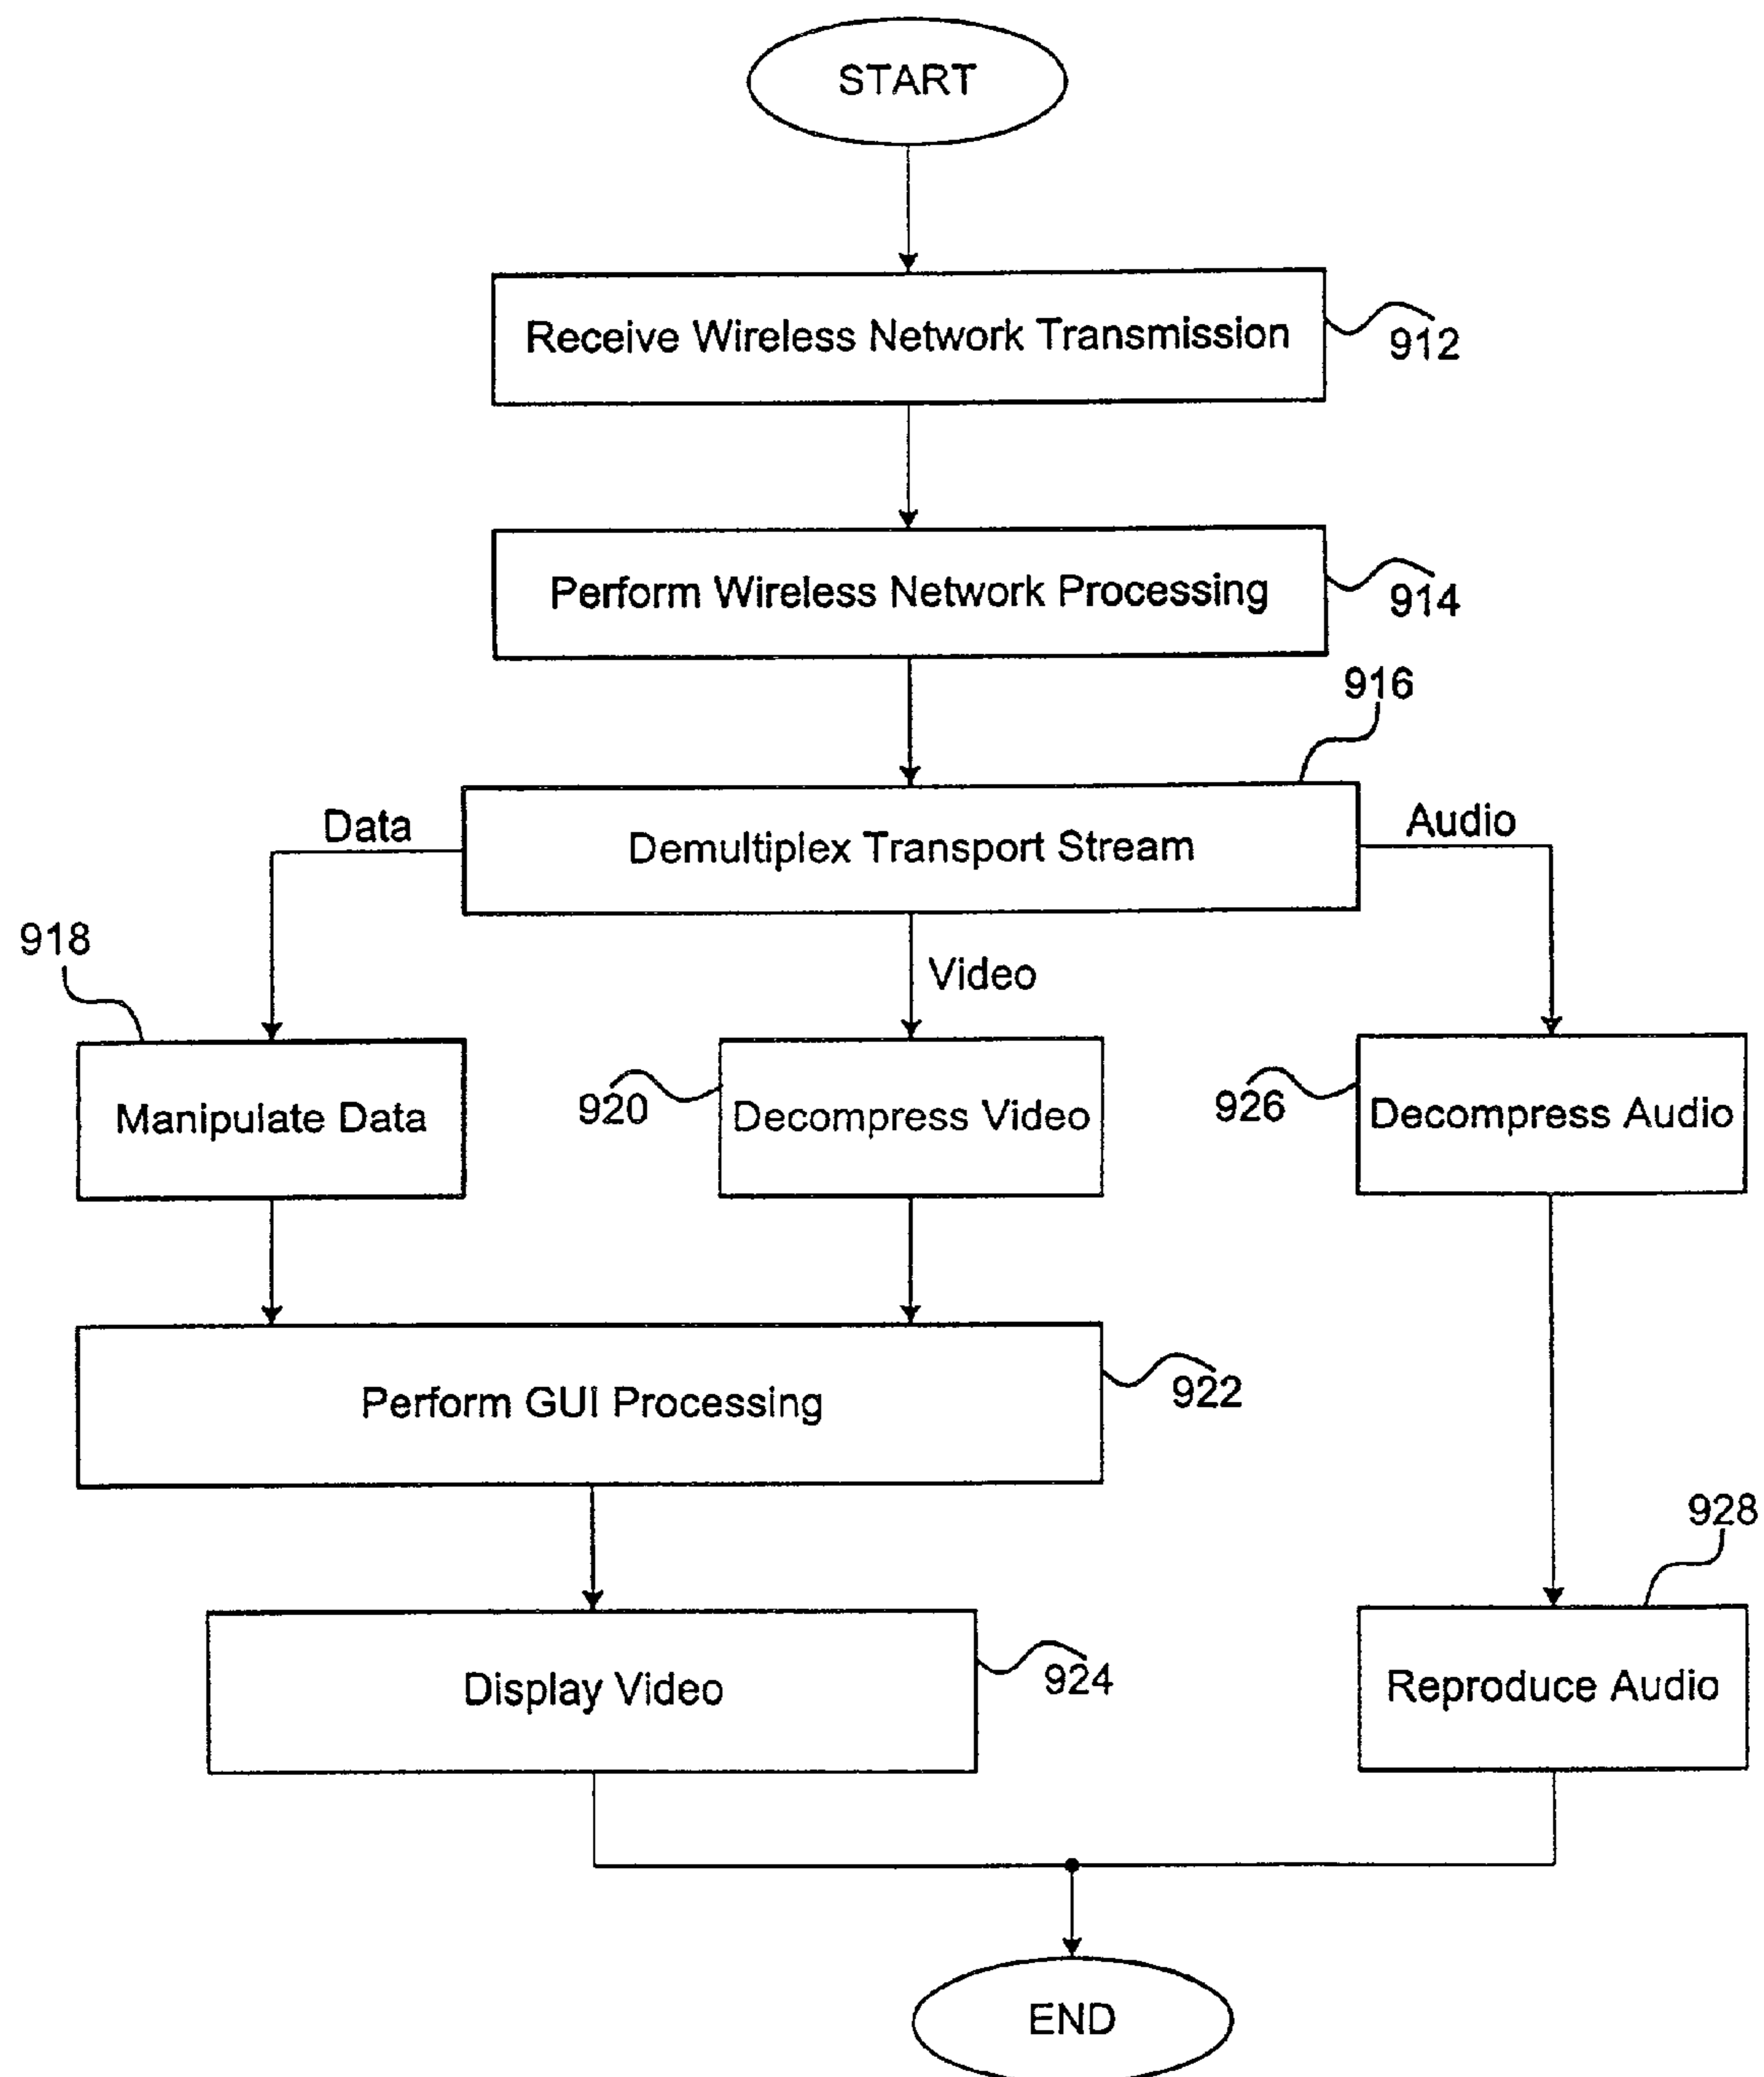 START
Receive Wireless Network Transmission
912
Perform Wireless Network Processing
914
916
Data
Demultiplex Transport Stream
Audio
918
Video
Manipulate Data
920
Decompress Video
926
Decompress Audio
Perform GUI Processing
922
928
Display Video
924
Reproduce Audio
END